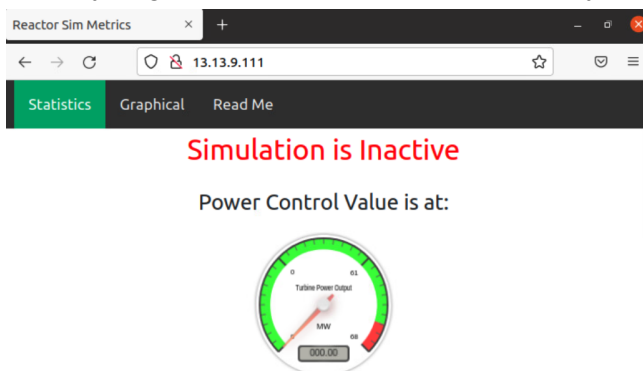 Reactor Sim Metrics
13.13.9.111
Statistics Graphical Read Me
Simulation is Inactive
Power Control Value is at:
0 61
Turbine Power Output
MW
68
000.00